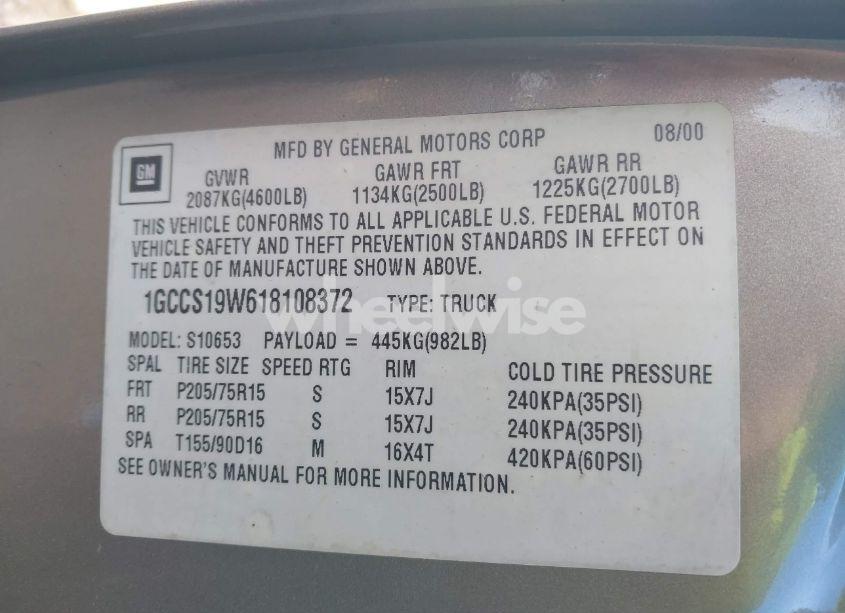 MFD BY GENERAL MOTORS CORP 08/00
GM
GVWR GAWR FRT GAWR RR
2087KG(4600LB) 1134KG(2500LB) 1225KG(2700LB)
THIS VEHICLE CONFORMS TO ALL APPLICABLE U.S. FEDERAL MOTOR
VEHICLE SAFETY AND THEFT PREVENTION STANDARDS IN EFFECT ON
THE DATE OF MANUFACTURE SHOWN ABOVE.
1GCCS19W618108372 TYPE: TRUCK
wheelwise
MODEL: S10653 PAYLOAD = 445KG(982LB)
SPAL TIRE SIZE SPEED RTG RIM COLD TIRE PRESSURE
FRT P205/75R15 S 15X7J 240KPA(35PSI)
RR P205/75R15 S 15X7J 240KPA(35PSI)
SPA T155/90D16 M 16X4T 420KPA(60PSI)
SEE OWNER'S MANUAL FOR MORE INFORMATION.